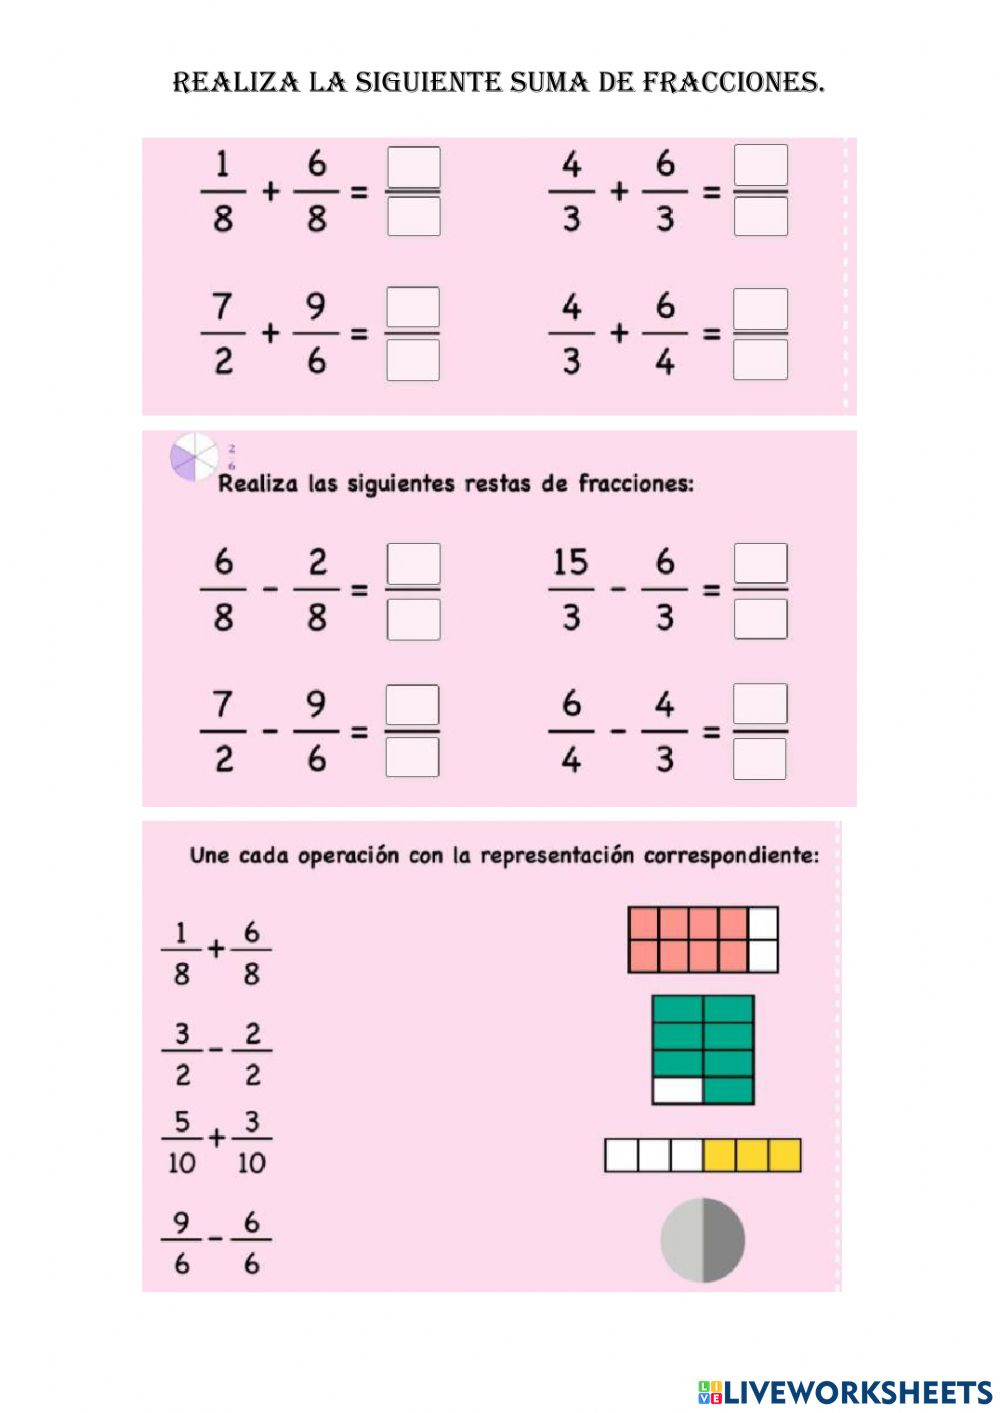 REALIZA LA SIGUIENTE SUMA DE FRACCIONES.
1/8 + 6/8 =
4/3 + 6/3 =
7/2 + 9/6 =
4/3 + 6/4 =
2/6
Realiza las siguientes restas de fracciones:
6/8 - 2/8 =
15/3 - 6/3 =
7/2 - 9/6 =
6/4 - 4/3 =
Une cada operación con la representación correspondiente:
1/8 + 6/8
3/2 - 2/2
5/10 + 3/10
9/6 - 6/6
LIVE LIVEWORKSHEETS